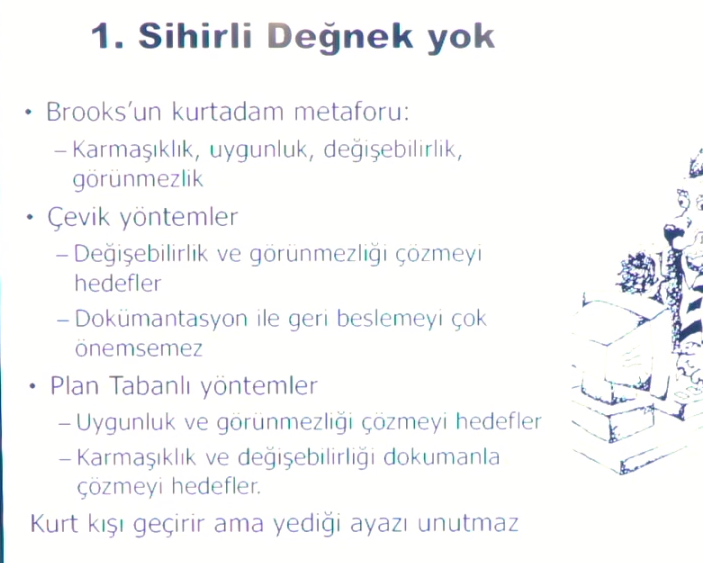 1. Sihirli Değnek yok
• Brooks'un kurtadam metaforu:
– Karmaşıklık, uygunluk, değişebilirlik,
görünmezlik
• Çevik yöntemler
– Değişebilirlik ve görünmezliği çözmeyi
hedefler
– Dokümantasyon ile geri beslemeyi çok
önemsemez
• Plan Tabanlı yöntemler
– Uygunluk ve görünmezliği çözmeyi hedefler
– Karmaşıklık ve değişebilirliği dokumanla
çözmeyi hedefler.
Kurt kışı geçirir ama yediği ayazı unutmaz